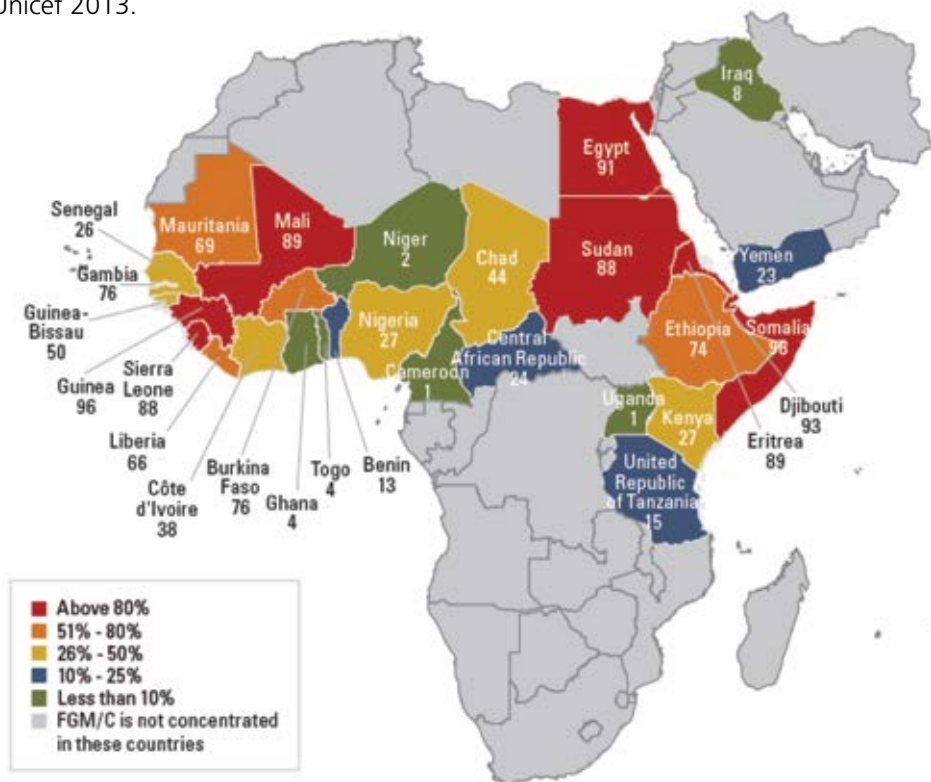 Unicef 2013.
Iraq
8
Egypt
91
Senegal
26
Mauritania
69
Mali
89
Niger
2
Chad
44
Sudan
88
Yemen
23
Gambia
76
Guinea-
Bissau
50
Nigeria
27
Central
African Republic
24
Ethiopia
74
Somalia
98
Guinea
96
Sierra
Leone
88
Cameroon
1
Uganda
1
Kenya
27
Djibouti
93
Eritrea
89
Liberia
66
Côte
d'Ivoire
38
Burkina
Faso
76
Ghana
4
Togo
4
Benin
13
United
Republic
of Tanzania
15
Above 80%
51% - 80%
26% - 50%
10% - 25%
Less than 10%
FGM/C is not concentrated
in these countries